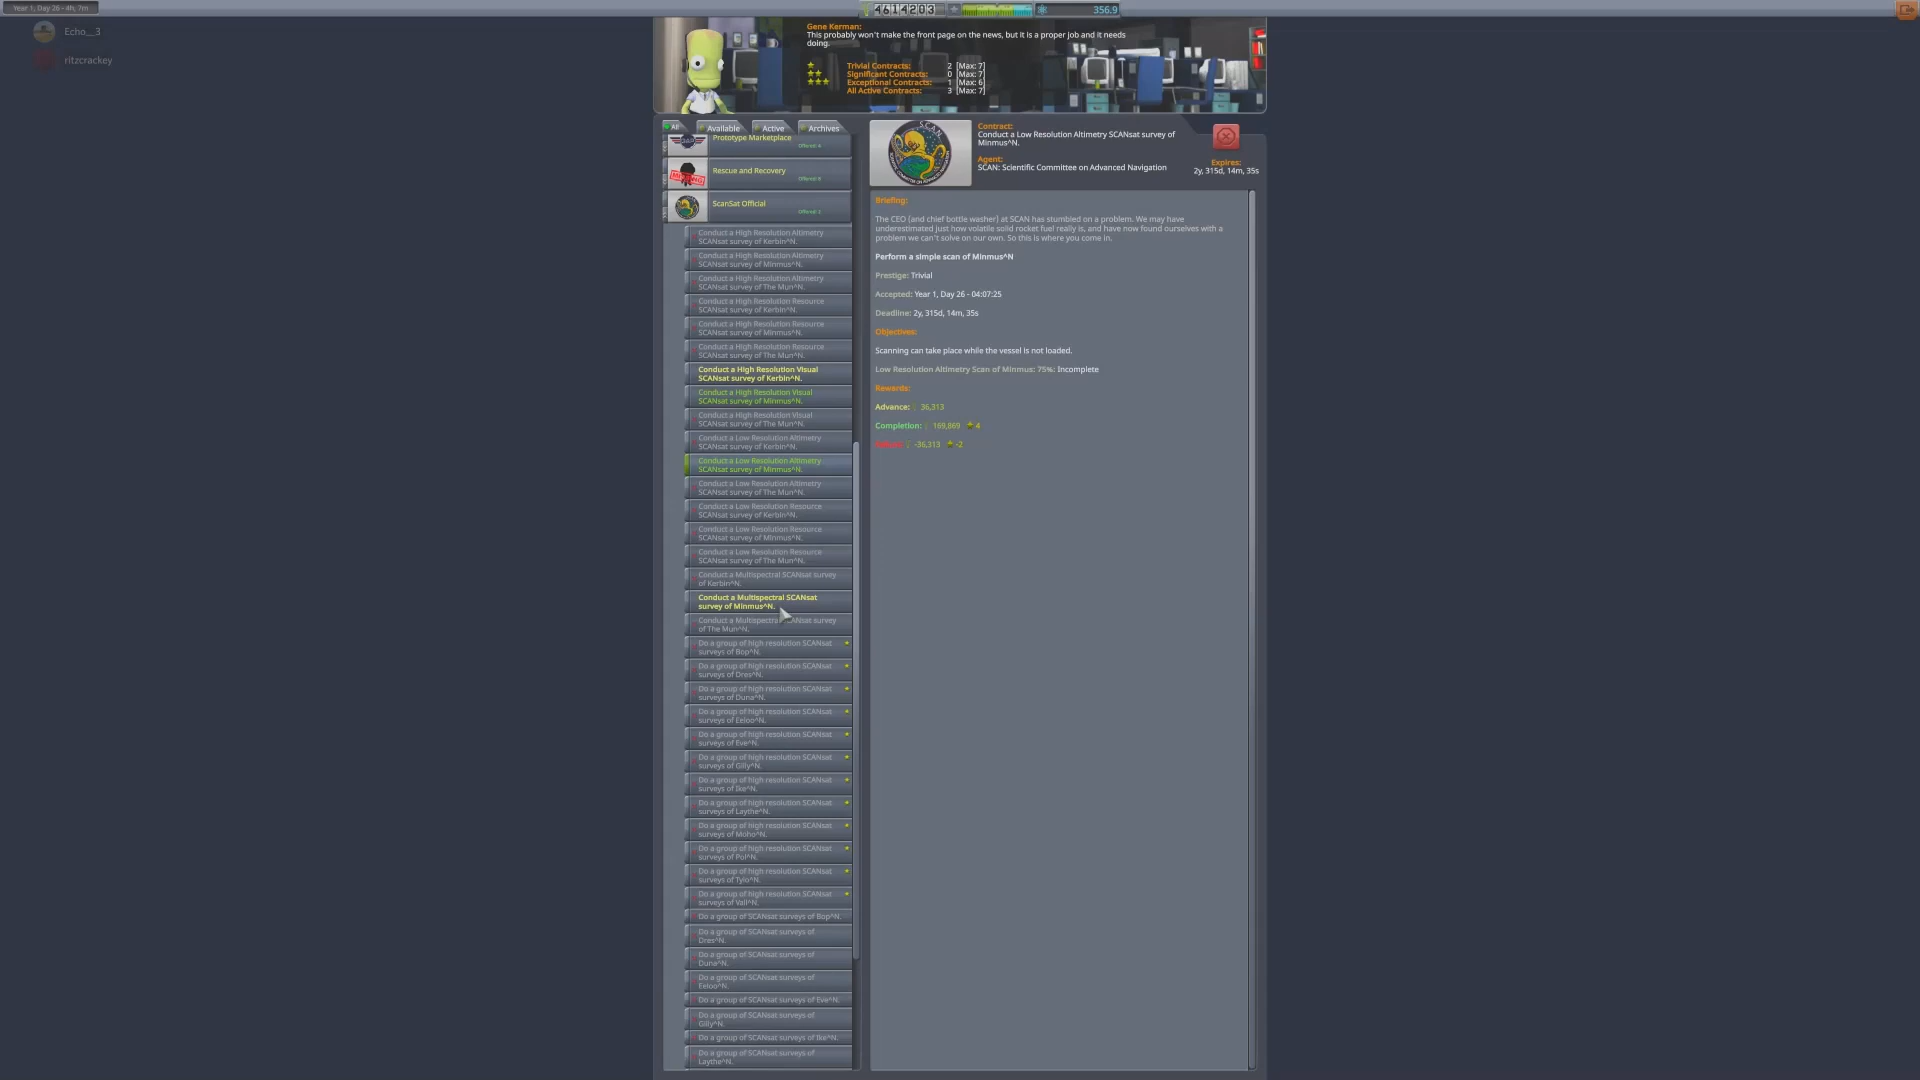 Year 1, Day 26 - 4h, 7m
4614203
356.9
Echo__3
ritzcrackey
Gene Kerman:
This probably won't make the front page on the news, but it is a proper job and it needs
doing.
Trivial Contracts: 2 [Max: 7]
Significant Contracts: 0 [Max: 7]
Exceptional Contracts: 1 [Max: 6]
All Active Contracts: 3 [Max: 7]
All
Available
Active
Archives
Prototype Marketplace
Rescue and Recovery
ScanSat Official
Conduct a High Resolution Altimetry
SCANsat survey of Kerbin^N.
Conduct a High Resolution Altimetry
SCANsat survey of Minmus^N.
Conduct a High Resolution Altimetry
SCANsat survey of The Mun^N.
Conduct a High Resolution Resource
SCANsat survey of Kerbin^N.
Conduct a High Resolution Resource
SCANsat survey of Minmus^N.
Conduct a High Resolution Resource
SCANsat survey of The Mun^N.
Conduct a High Resolution Visual
SCANsat survey of Kerbin^N.
Conduct a High Resolution Visual
SCANsat survey of Minmus^N.
Conduct a High Resolution Visual
SCANsat survey of The Mun^N.
Conduct a Low Resolution Altimetry
SCANsat survey of Kerbin^N.
Conduct a Low Resolution Altimetry
SCANsat survey of Minmus^N.
Conduct a Low Resolution Altimetry
SCANsat survey of The Mun^N.
Conduct a Low Resolution Resource
SCANsat survey of Kerbin^N.
Conduct a Low Resolution Resource
SCANsat survey of Minmus^N.
Conduct a Low Resolution Resource
SCANsat survey of The Mun^N.
Conduct a Multispectral SCANsat survey
of Kerbin^N.
Conduct a Multispectral SCANsat
survey of Minmus^N.
Conduct a Multispectral SCANsat survey
of The Mun^N.
Do a group of high resolution SCANsat
surveys of Bop^N.
Do a group of high resolution SCANsat
surveys of Dres^N.
Do a group of high resolution SCANsat
surveys of Duna^N.
Do a group of high resolution SCANsat
surveys of Eeloo^N.
Do a group of high resolution SCANsat
surveys of Eve^N.
Do a group of high resolution SCANsat
surveys of Gilly^N.
Do a group of high resolution SCANsat
surveys of Ike^N.
Do a group of high resolution SCANsat
surveys of Laythe^N.
Do a group of high resolution SCANsat
surveys of Moho^N.
Do a group of high resolution SCANsat
surveys of Pol^N.
Do a group of high resolution SCANsat
surveys of Tylo^N.
Do a group of high resolution SCANsat
surveys of Vall^N.
Do a group of SCANsat surveys of Bop^N.
Do a group of SCANsat surveys of
Dres^N.
Do a group of SCANsat surveys of
Duna^N.
Do a group of SCANsat surveys of
Eeloo^N.
Do a group of SCANsat surveys of Eve^N.
Do a group of SCANsat surveys of
Gilly^N.
Do a group of SCANsat surveys of Ike^N.
Do a group of SCANsat surveys of
Laythe^N.
Contract:
Conduct a Low Resolution Altimetry SCANsat survey of
Minmus^N.
Agent:
SCAN: Scientific Committee on Advanced Navigation
Expires:
2y, 315d, 14m, 35s
Briefing:
The CEO (and chief bottle washer) at SCAN has stumbled on a problem. We may have
underestimated just how volatile solid rocket fuel really is, and have now found ourselves with a
problem we can't solve on our own. So this is where you come in.
Perform a simple scan of Minmus^N
Prestige: Trivial
Accepted: Year 1, Day 26 - 04:07:25
Deadline: 2y, 315d, 14m, 35s
Objectives:
Scanning can take place while the vessel is not loaded.
Low Resolution Altimetry Scan of Minmus: 75%: Incomplete
Rewards:
Advance: 36,313
Completion: 169,869 4
-36,313 -2